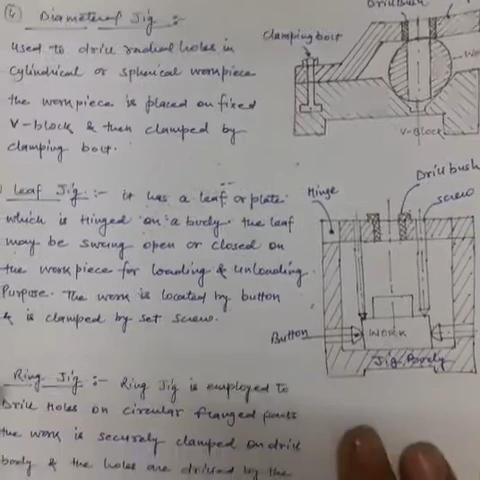 4 Diameteral Jig :-
used to drill radial holes in
cylindrical or spherical workpiece
the workpiece is placed on fixed
V-block & then clamped by
clamping bolt.
Drill Bush
Clamping bolt
V-Block
Leaf Jig :- it has a leaf or plate
which is Hinged on a body. the leaf
may be swung open or closed on
the workpiece for loading & unloading
Purpose. The work is located by button
& is clamped by set screw.
Hinge
Drill bush
screw
Button
WORK
Jig Body
Ring Jig :- Ring Jig is employed to
Drill Holes on circular flanged parts
the work is securely clamped on drill
body & the holes are drilled by the